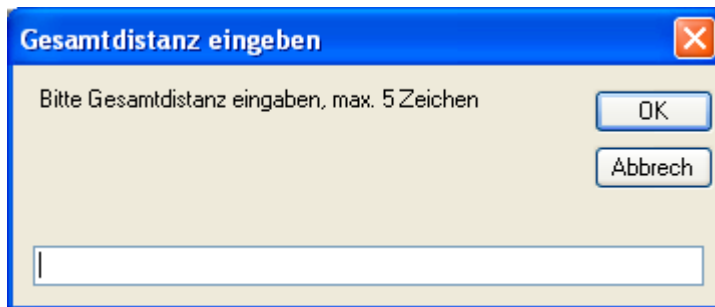 Gesamtdistanz eingeben
Bitte Gesamtdistanz eingaben, max. 5 Zeichen
OK
Abbrech